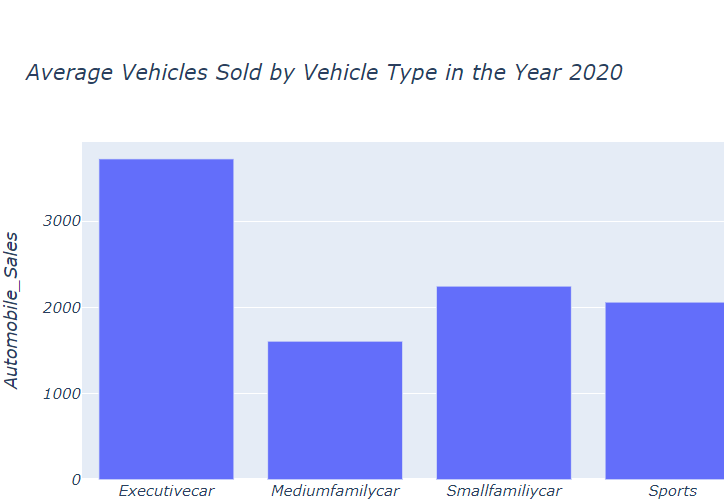 Average Vehicles Sold by Vehicle Type in the Year 2020
Automobile_Sales
3000
2000
1000
0
Executivecar
Mediumfamilycar
Smallfamiliycar
Sports